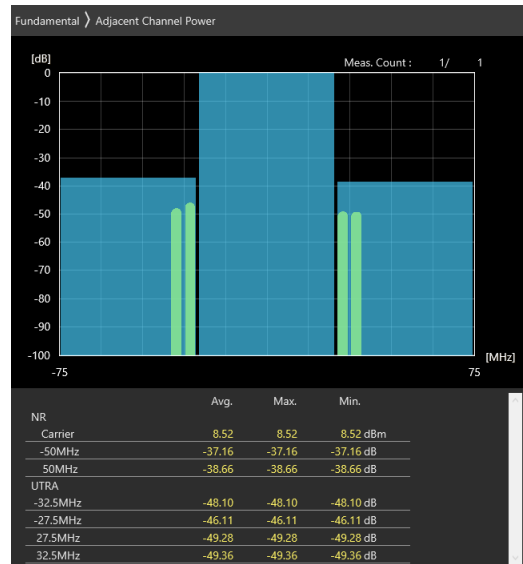 Fundamental 〉 Adjacent Channel Power
[dB]
Meas. Count : 1/ 1
0
-10
-20
-30
-40
-50
-60
-70
-80
-90
-100
[MHz]
-75 75
Avg. Max. Min.
NR
Carrier 8.52 8.52 8.52 dBm
-50MHz -37.16 -37.16 -37.16 dB
50MHz -38.66 -38.66 -38.66 dB
UTRA
-32.5MHz -48.10 -48.10 -48.10 dB
-27.5MHz -46.11 -46.11 -46.11 dB
27.5MHz -49.28 -49.28 -49.28 dB
32.5MHz -49.36 -49.36 -49.36 dB